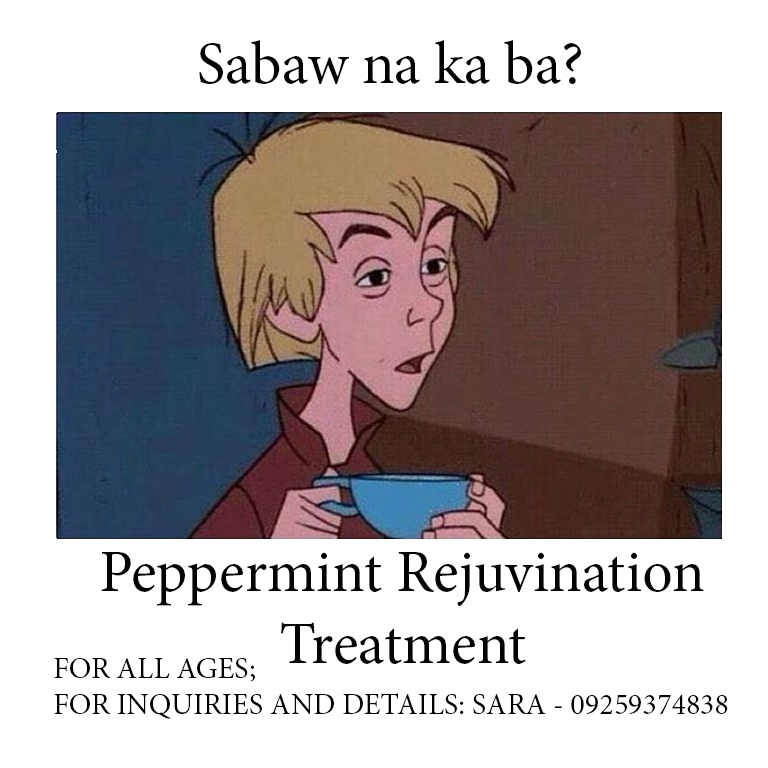 Sabaw na ka ba?
Peppermint Rejuvination
Treatment
FOR ALL AGES;
FOR INQUIRIES AND DETAILS: SARA - 09259374838